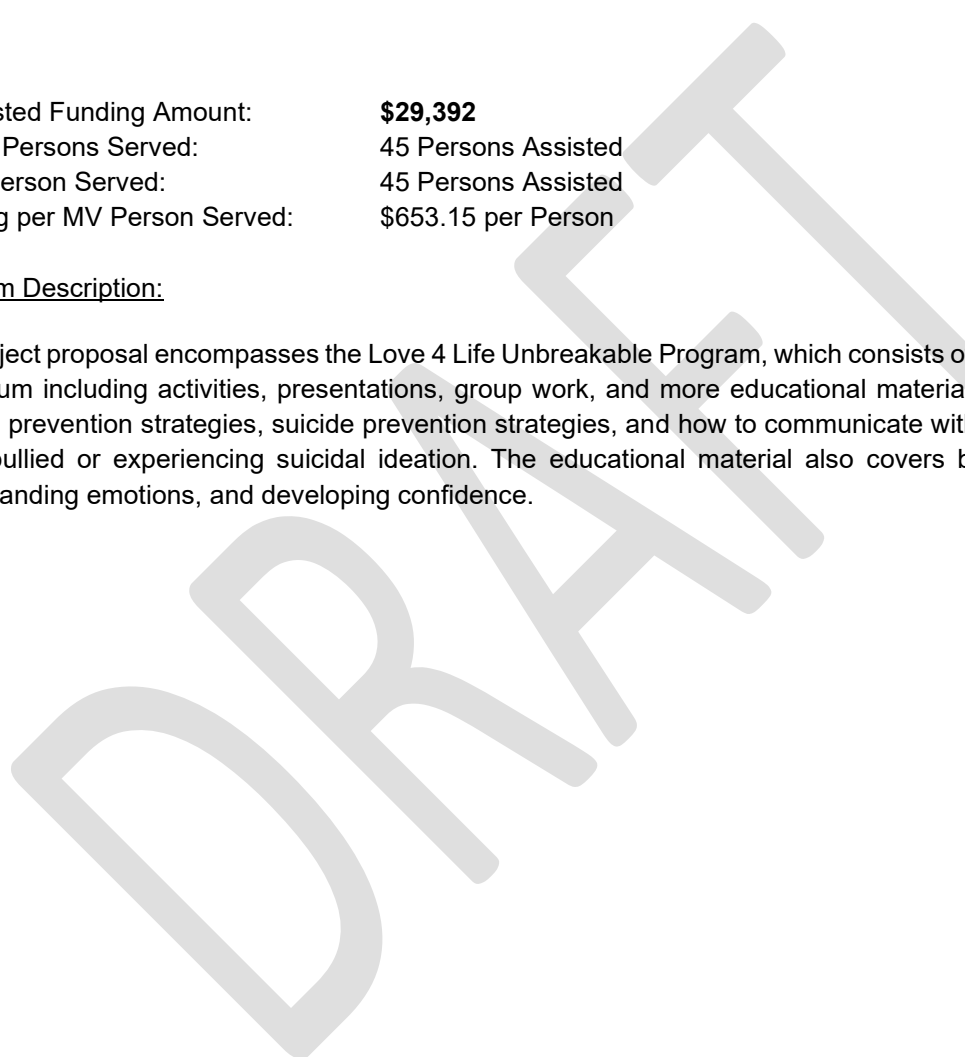 sted Funding Amount: $29,392
Persons Served: 45 Persons Assisted
erson Served: 45 Persons Assisted
g per MV Person Served: $653.15 per Person
m Description:
ject proposal encompasses the Love 4 Life Unbreakable Program, which consists o
um including activities, presentations, group work, and more educational materia
prevention strategies, suicide prevention strategies, and how to communicate wit
bullied or experiencing suicidal ideation. The educational material also covers b
anding emotions, and developing confidence.
DRAFT